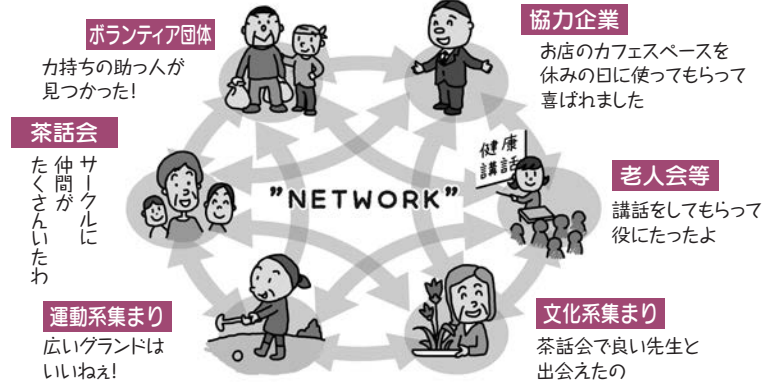 ボランティア団体
力持ちの助っ人が
見つかった!
協力企業
お店のカフェスペースを
休みの日に使ってもらって
喜ばれました
茶話会
サークルに
仲間が
たくさんいたわ
"NETWORK"
健康
講話
老人会等
講話をしてもらって
役にたったよ
運動系集まり
広いグランドは
いいねぇ!
文化系集まり
茶話会で良い先生と
出会えたの